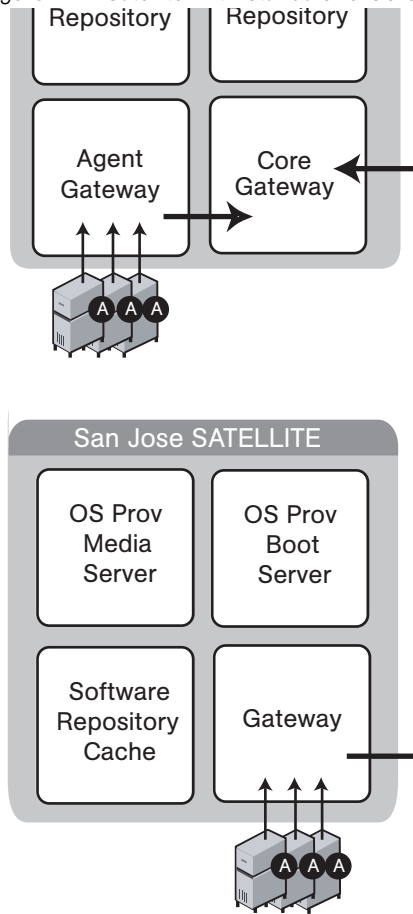 Repository
Repository
Agent
Gateway
Core
Gateway
A
A
A
San Jose SATELLITE
OS Prov
Media
Server
OS Prov
Boot
Server
Software
Repository
Cache
Gateway
A
A
A